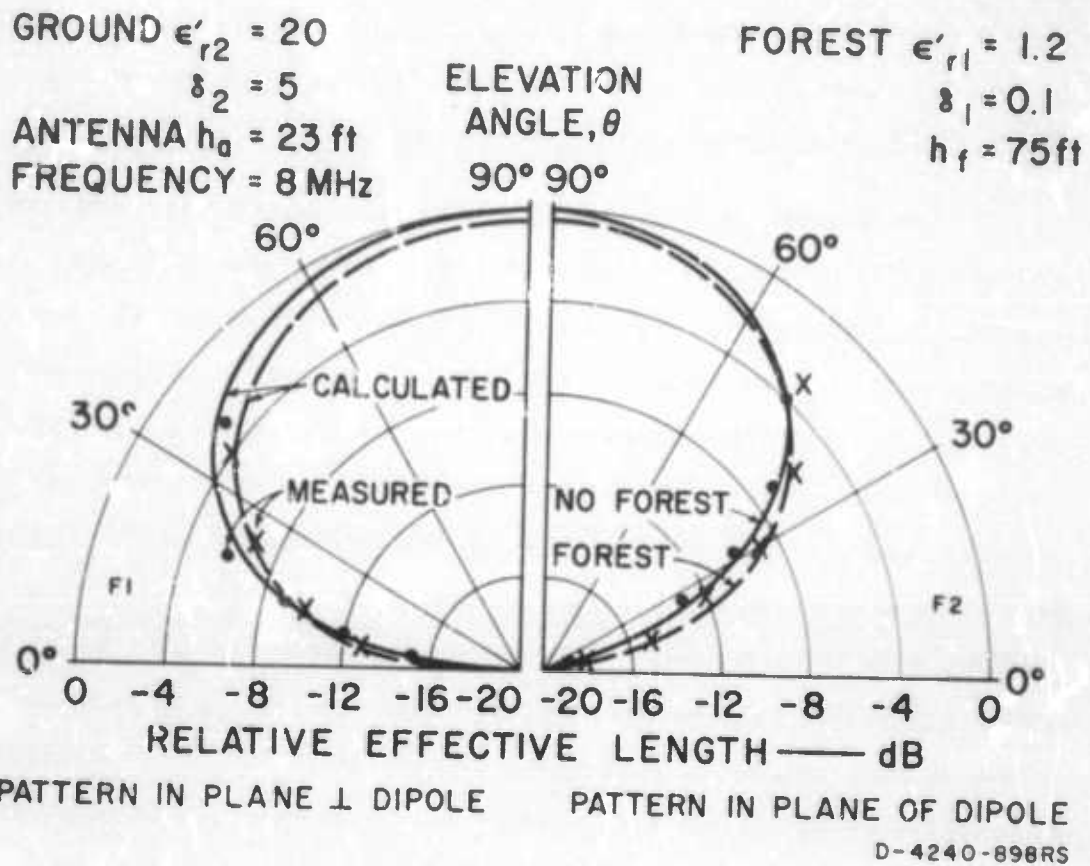 GROUND ε'r2 = 20
δ2 = 5
ANTENNA ha = 23 ft
FREQUENCY = 8 MHz
ELEVATION
ANGLE, θ
FOREST ε'r1 = 1.2
δ1 = 0.1
hf = 75 ft
90° 90°
60°
60°
30°
30°
CALCULATED
MEASURED
NO FOREST
FOREST
F1
F2
0°
0°
0 -4 -8 -12 -16 -20 -20 -16 -12 -8 -4 0
RELATIVE EFFECTIVE LENGTH — dB
PATTERN IN PLANE ⊥ DIPOLE
PATTERN IN PLANE OF DIPOLE
D-4240-898RS